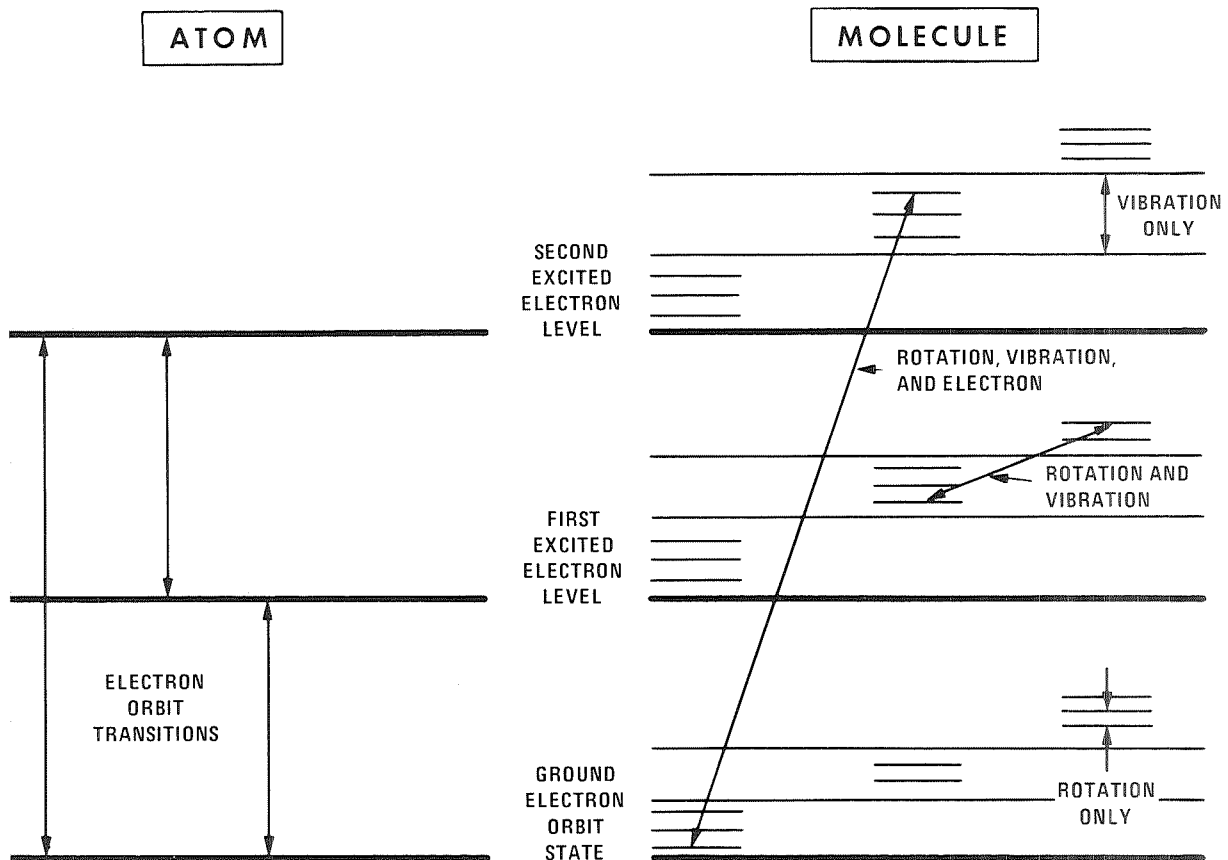 ATOM
MOLECULE
VIBRATION
ONLY
SECOND
EXCITED
ELECTRON
LEVEL
ROTATION, VIBRATION,
AND ELECTRON
ROTATION AND
VIBRATION
FIRST
EXCITED
ELECTRON
LEVEL
ELECTRON
ORBIT
TRANSITIONS
GROUND
ELECTRON
ORBIT
STATE
ROTATION
ONLY